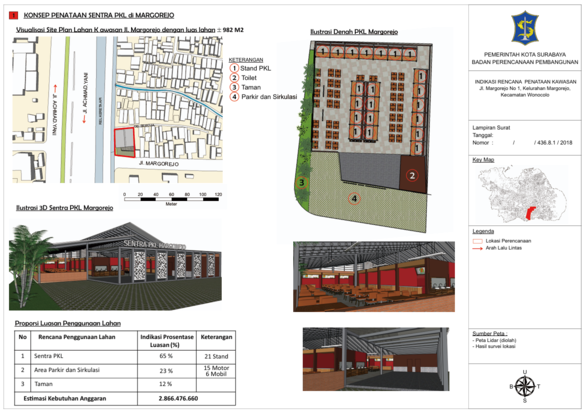 1 KONSEP PENATAAN SENTRA PKL di MARGOREJO
Visualisasi Site Plan Lahan Kawasan Jl. Margorejo dengan luas lahan ± 982 M2
JL. ACHMAD. YANI
JL. ACHMAD. YANI
JL. MARGOREJO
0 20 40 60 80 100 120
Meter
KETERANGAN
1 Stand PKL
2 Toilet
3 Taman
4 Parkir dan Sirkulasi
Ilustrasi Denah PKL Margorejo
3
2
4
Ilustrasi 3D Sentra PKL Margorejo
SENTRA PKL MARGOREJO
Proporsi Luasan Penggunaan Lahan
No Rencana Penggunaan Lahan Indikasi Prosentase Luasan (%) Keterangan
1 Sentra PKL 65 % 21 Stand
2 Area Parkir dan Sirkulasi 23 % 15 Motor 6 Mobil
3 Taman 12 %
Estimasi Kebutuhan Anggaran 2.866.476.660
PEMERINTAH KOTA SURABAYA
BADAN PERENCANAAN PEMBANGUNAN
INDIKASI RENCANA PENATAAN KAWASAN
Jl. Margorejo No 1, Kelurahan Margorejo,
Kecamatan Wonocolo
Lampiran Surat
Tanggal:
Nomor : / / 436.8.1 / 2018
Key Map
Legenda
Lokasi Perencanaan
Arah Lalu Lintas
Sumber Peta :
- Peta Lidar (diolah)
- Hasil survei lokasi
U
B T
S